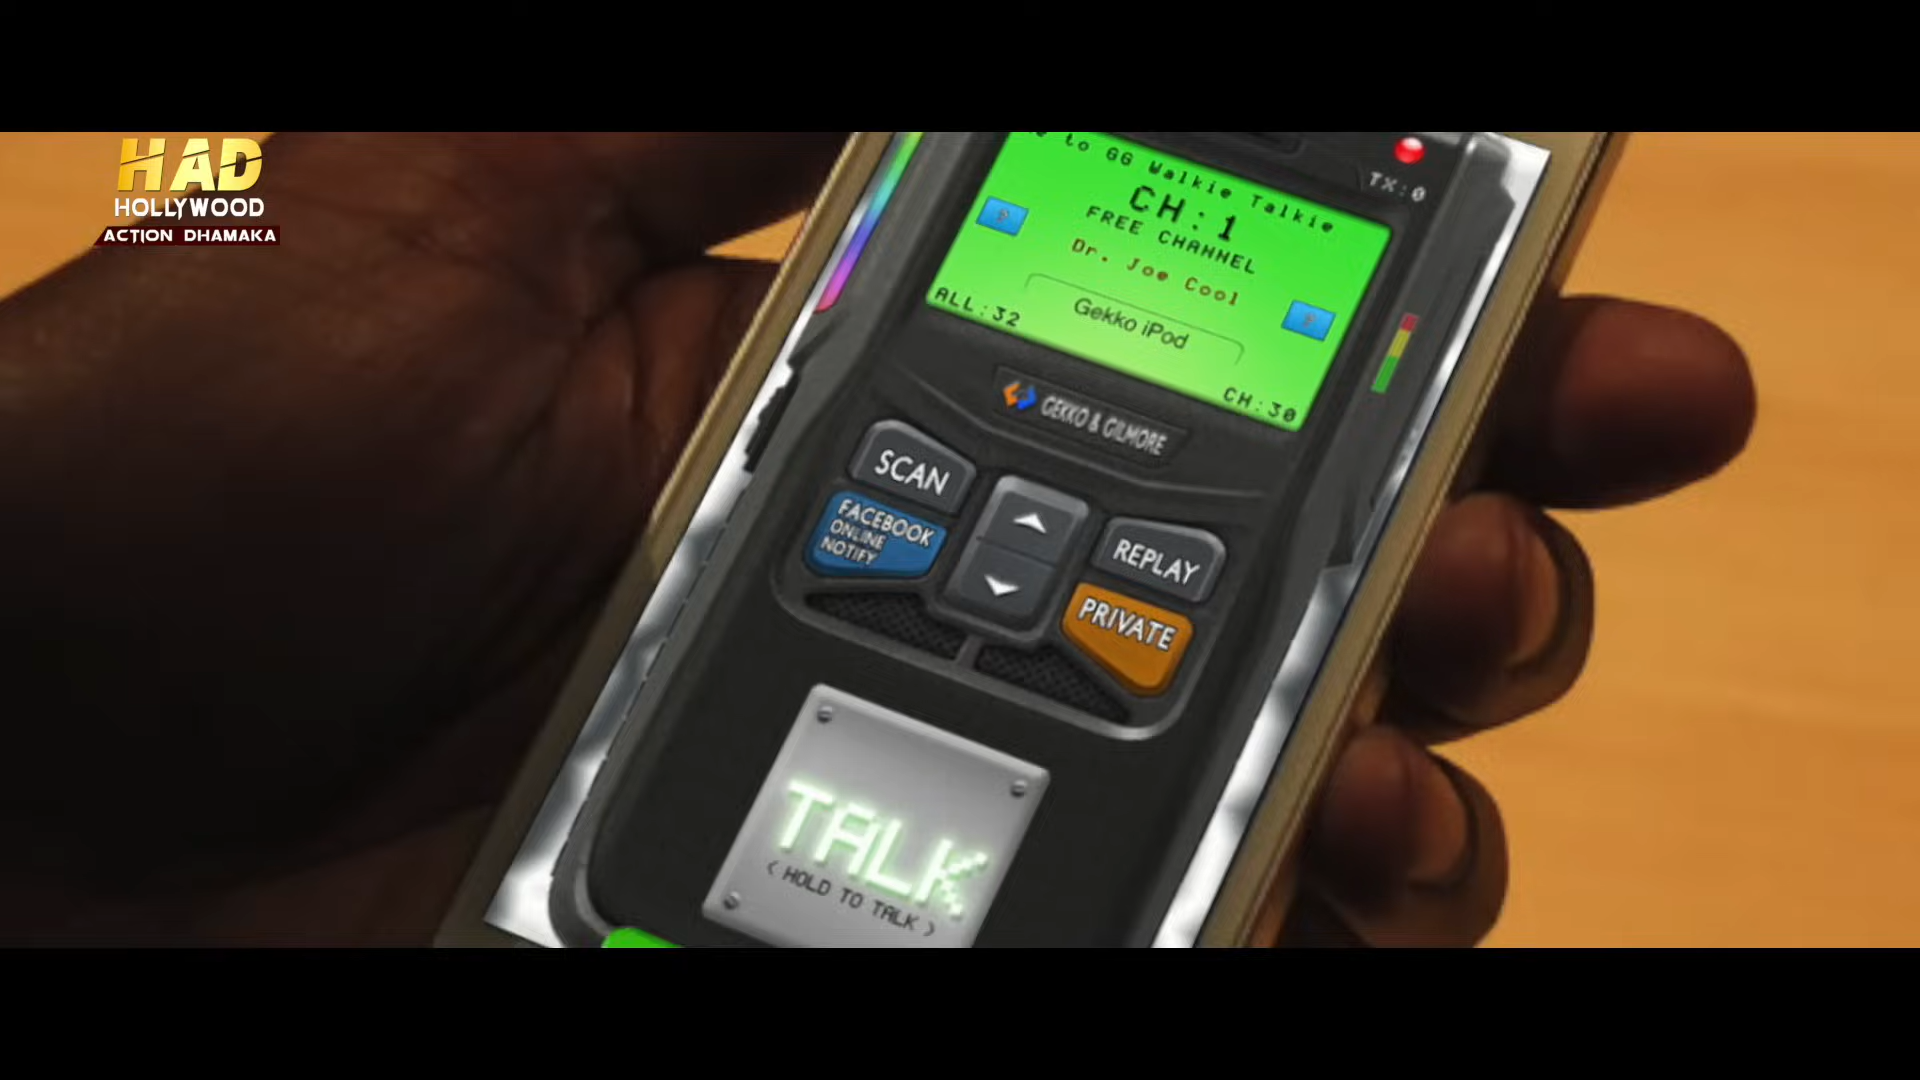 HAD
HOLLYWOOD
ACTION DHAMAKA
to GG Walkie Talkie
TX:0
CH:1
FREE CHANNEL
?
Dr. Joe Cool
ALL:32
Gekko iPod
?
CH:30
GEKKO & GILMORE
SCAN
FACEBOOK
ONLINE
NOTIFY
REPLAY
PRIVATE
TALK
< HOLD TO TALK >